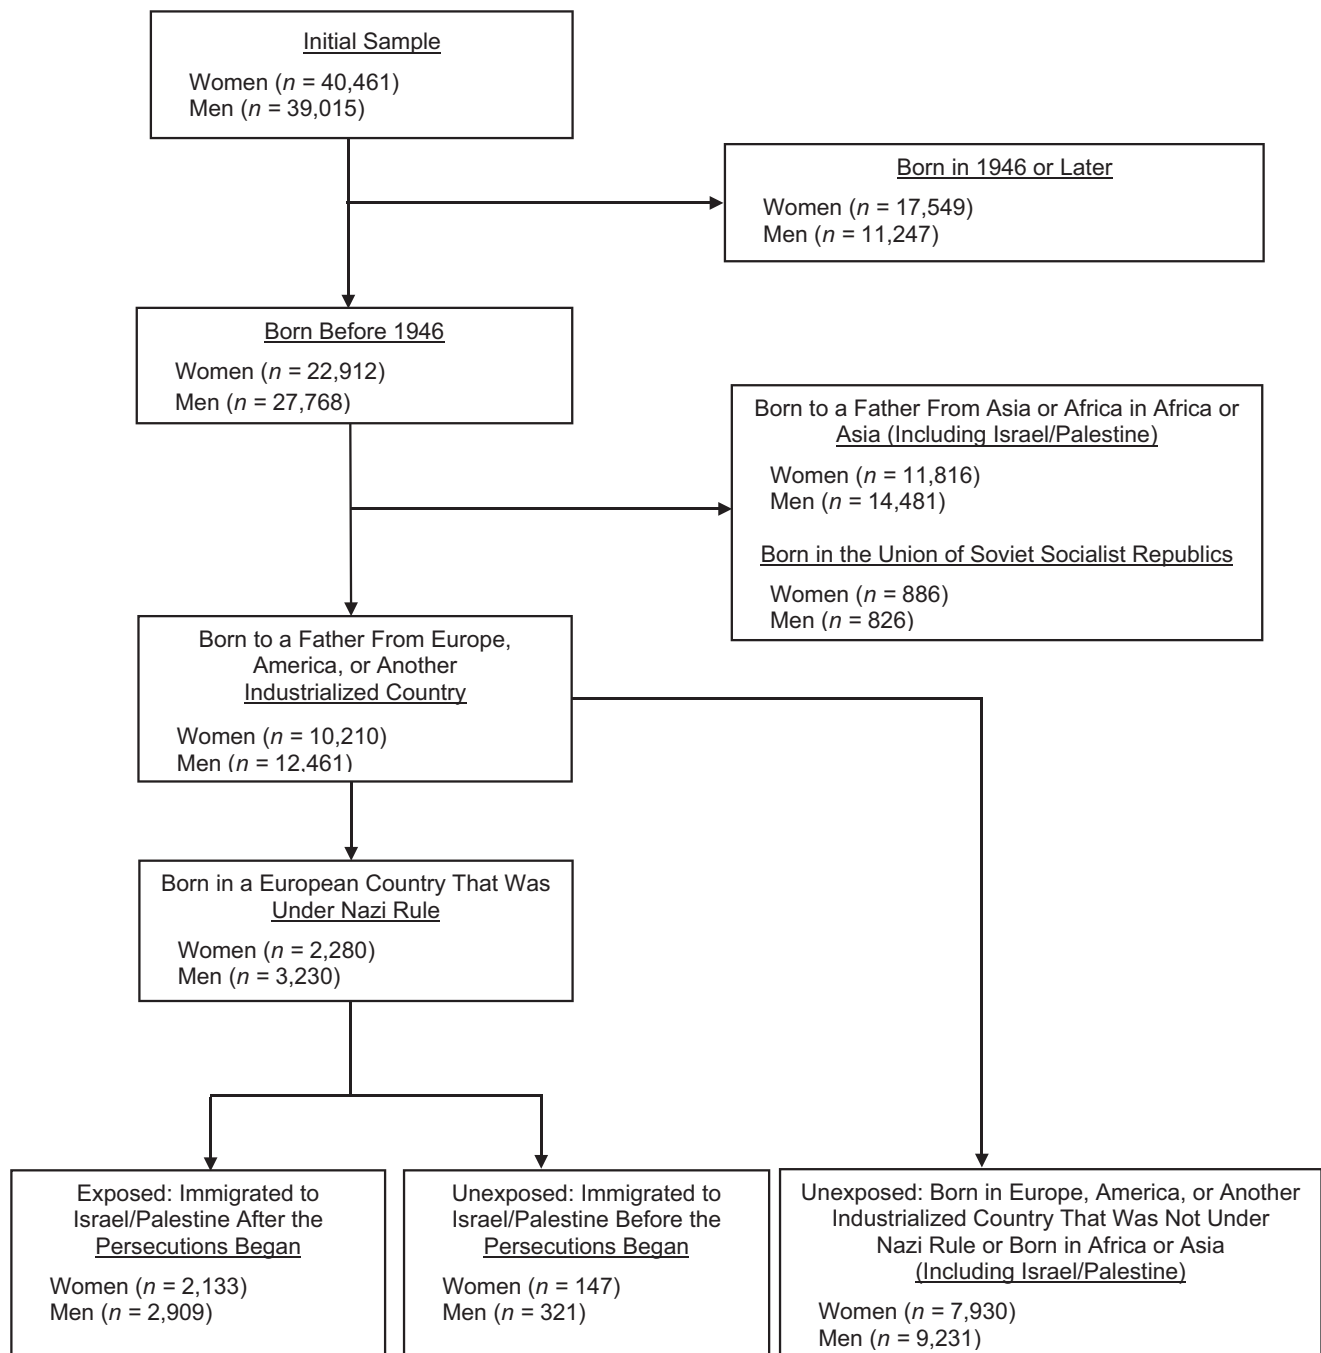 Initial Sample
Women (n = 40,461)
Men (n = 39,015)
Born in 1946 or Later
Women (n = 17,549)
Men (n = 11,247)
Born Before 1946
Women (n = 22,912)
Men (n = 27,768)
Born to a Father From Asia or Africa in Africa or
Asia (Including Israel/Palestine)
Women (n = 11,816)
Men (n = 14,481)
Born in the Union of Soviet Socialist Republics
Women (n = 886)
Men (n = 826)
Born to a Father From Europe,
America, or Another
Industrialized Country
Women (n = 10,210)
Men (n = 12,461)
Born in a European Country That Was
Under Nazi Rule
Women (n = 2,280)
Men (n = 3,230)
Exposed: Immigrated to
Israel/Palestine After the
Persecutions Began
Women (n = 2,133)
Men (n = 2,909)
Unexposed: Immigrated to
Israel/Palestine Before the
Persecutions Began
Women (n = 147)
Men (n = 321)
Unexposed: Born in Europe, America, or Another
Industrialized Country That Was Not Under
Nazi Rule or Born in Africa or Asia
(Including Israel/Palestine)
Women (n = 7,930)
Men (n = 9,231)